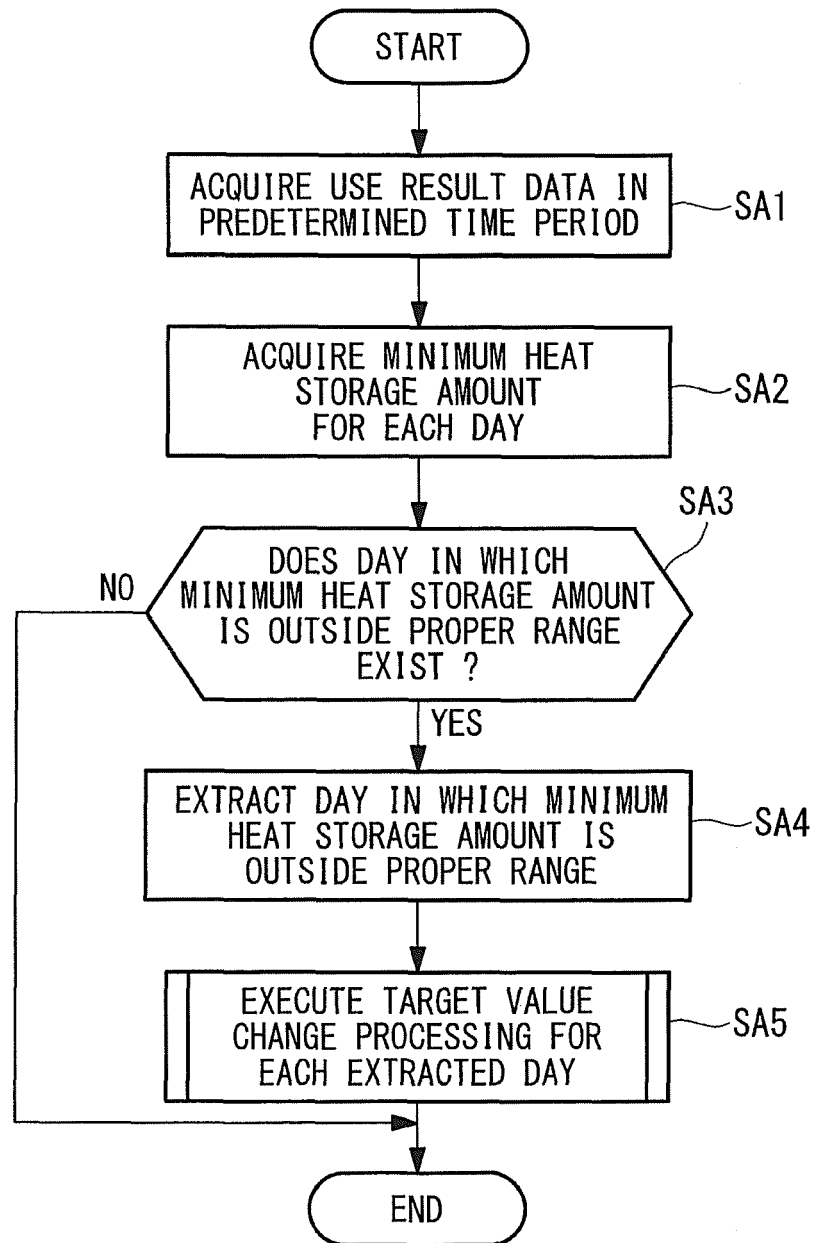 START
ACQUIRE USE RESULT DATA IN
PREDETERMINED TIME PERIOD
SA1
ACQUIRE MINIMUM HEAT
STORAGE AMOUNT
FOR EACH DAY
SA2
SA3
DOES DAY IN WHICH
MINIMUM HEAT STORAGE AMOUNT
IS OUTSIDE PROPER RANGE
EXIST ?
NO
YES
EXTRACT DAY IN WHICH MINIMUM
HEAT STORAGE AMOUNT IS
OUTSIDE PROPER RANGE
SA4
EXECUTE TARGET VALUE
CHANGE PROCESSING FOR
EACH EXTRACTED DAY
SA5
END